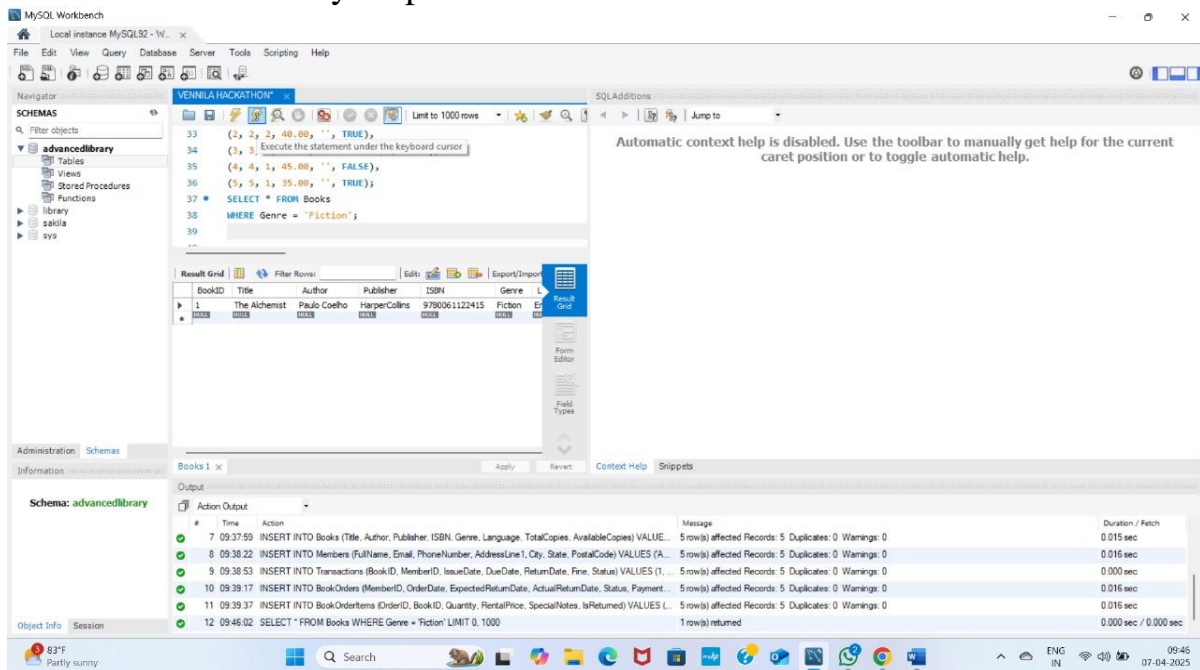 MySQL Workbench
Local instance MySQL92 - W...
File Edit View Query Database Server Tools Scripting Help
Navigator
SCHEMAS
Filter objects
advancedlibrary
Tables
Views
Stored Procedures
Functions
library
sakila
sys
Administration Schemas
Information
Schema: advancedlibrary
Object Info Session
VENNILA HACKATHON*
Limit to 1000 rows
33 (2, 2, 2, 40.00, '', TRUE),
34 (3, 3
Execute the statement under the keyboard cursor
35 (4, 4, 1, 45.00, '', FALSE),
36 (5, 5, 1, 35.00, '', TRUE);
37 SELECT * FROM Books
38 WHERE Genre = 'Fiction';
39
Result Grid Filter Rows: Edit: Export/Import
BookID Title Author Publisher ISBN Genre L
1 The Alchemist Paulo Coelho HarperCollins 9780061122415 Fiction En
NULL NULL NULL NULL NULL NULL
Result Grid
Form Editor
Field Types
Books 1 Apply Revert
SQLAdditions
Jump to
Automatic context help is disabled. Use the toolbar to manually get help for the current
caret position or to toggle automatic help.
Context Help Snippets
Output
Action Output
# Time Action Message Duration / Fetch
7 09:37:59 INSERT INTO Books (Title, Author, Publisher, ISBN, Genre, Language, TotalCopies, AvailableCopies) VALUE... 5 row(s) affected Records: 5 Duplicates: 0 Warnings: 0 0.015 sec
8 09:38:22 INSERT INTO Members (FullName, Email, PhoneNumber, AddressLine1, City, State, PostalCode) VALUES ('A... 5 row(s) affected Records: 5 Duplicates: 0 Warnings: 0 0.016 sec
9 09:38:53 INSERT INTO Transactions (BookID, MemberID, IssueDate, DueDate, ReturnDate, Fine, Status) VALUES (1, ... 5 row(s) affected Records: 5 Duplicates: 0 Warnings: 0 0.000 sec
10 09:39:17 INSERT INTO BookOrders (MemberID, OrderDate, ExpectedReturnDate, ActualReturnDate, Status, Payment... 5 row(s) affected Records: 5 Duplicates: 0 Warnings: 0 0.016 sec
11 09:39:37 INSERT INTO BookOrderItems (OrderID, BookID, Quantity, RentalPrice, SpecialNotes, IsReturned) VALUES (... 5 row(s) affected Records: 5 Duplicates: 0 Warnings: 0 0.016 sec
12 09:46:02 SELECT * FROM Books WHERE Genre = 'Fiction' LIMIT 0, 1000 1 row(s) returned 0.000 sec / 0.000 sec
83°F
Partly sunny
Search
ENG
IN
09:46
07-04-2025